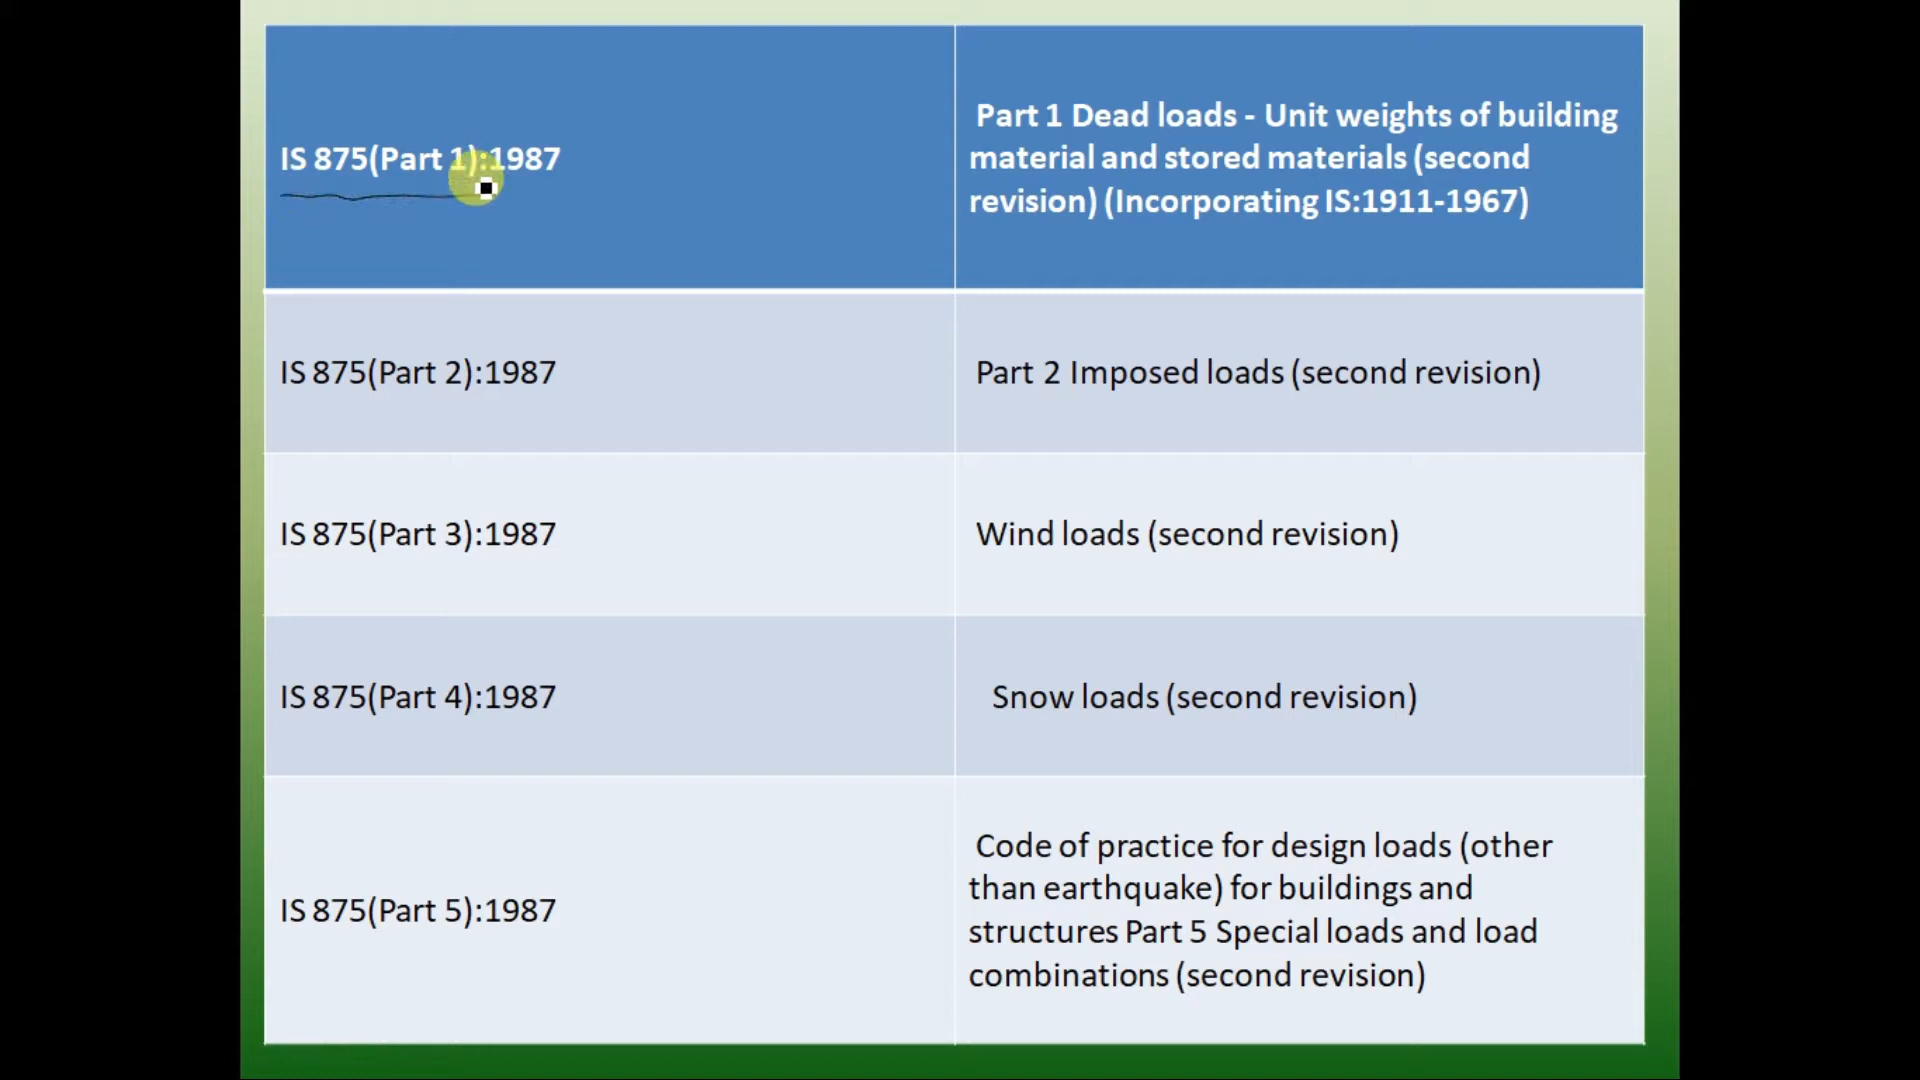 IS 875(Part 1):1987
Part 1 Dead loads - Unit weights of building
material and stored materials (second
revision) (Incorporating IS:1911-1967)
IS 875(Part 2):1987
Part 2 Imposed loads (second revision)
IS 875(Part 3):1987
Wind loads (second revision)
IS 875(Part 4):1987
Snow loads (second revision)
IS 875(Part 5):1987
Code of practice for design loads (other
than earthquake) for buildings and
structures Part 5 Special loads and load
combinations (second revision)